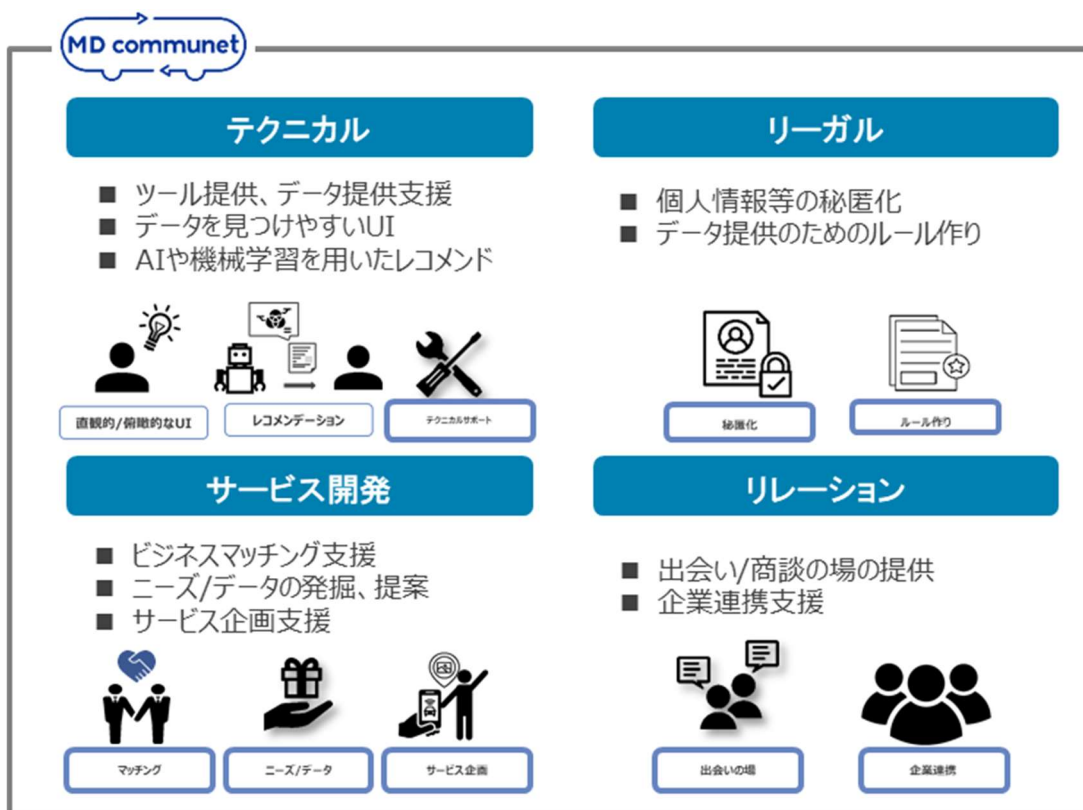 MD communet
テクニカル
■ ツール提供、データ提供支援
■ データを見つけやすいUI
■ AIや機械学習を用いたレコメンド
直観的/俯瞰的なUI
レコメンデーション
テクニカルサポート
リーガル
■ 個人情報等の秘匿化
■ データ提供のためのルール作り
秘匿化
ルール作り
サービス開発
■ ビジネスマッチング支援
■ ニーズ/データの発掘、提案
■ サービス企画支援
マッチング
ニーズ/データ
サービス企画
リレーション
■ 出会い/商談の場の提供
■ 企業連携支援
出会いの場
企業連携